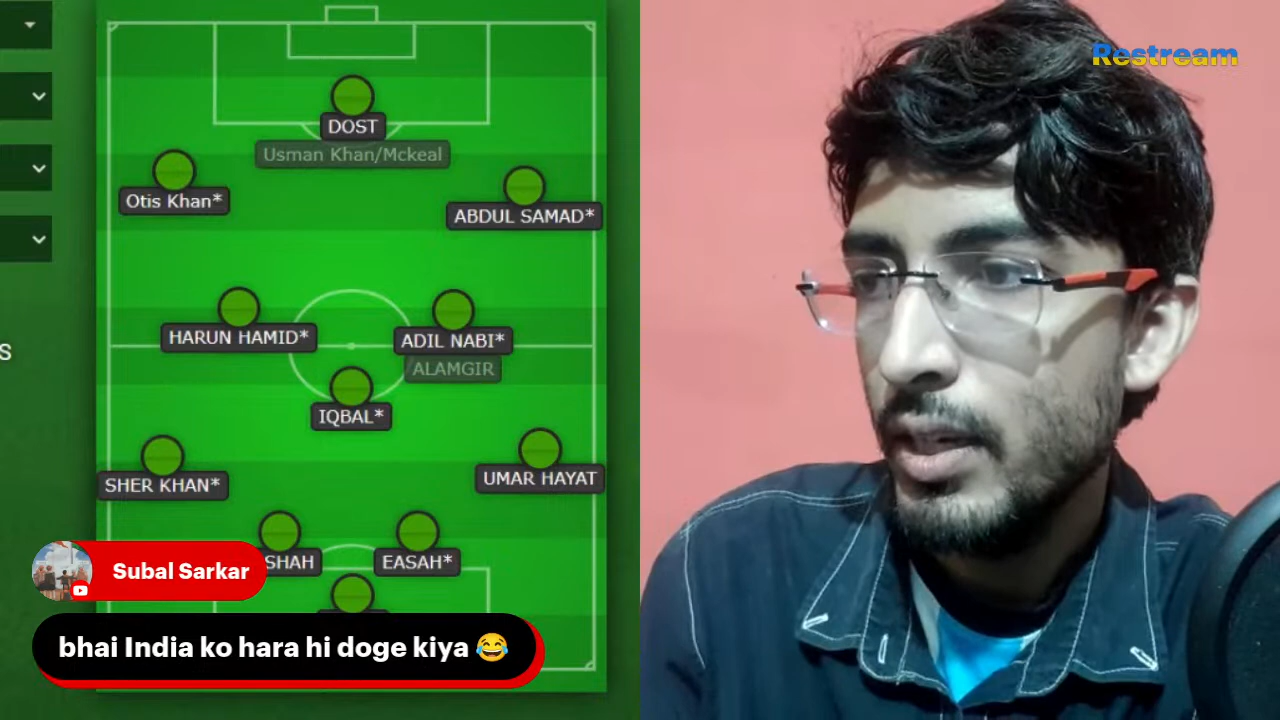 Restream
DOST
Usman Khan/Mckeal
Otis Khan*
ABDUL SAMAD*
HARUN HAMID*
ADIL NABI*
ALAMGIR
IQBAL*
SHER KHAN*
UMAR HAYAT
SHAH
EASAH*
S
Subal Sarkar
bhai India ko hara hi doge kiya 😂